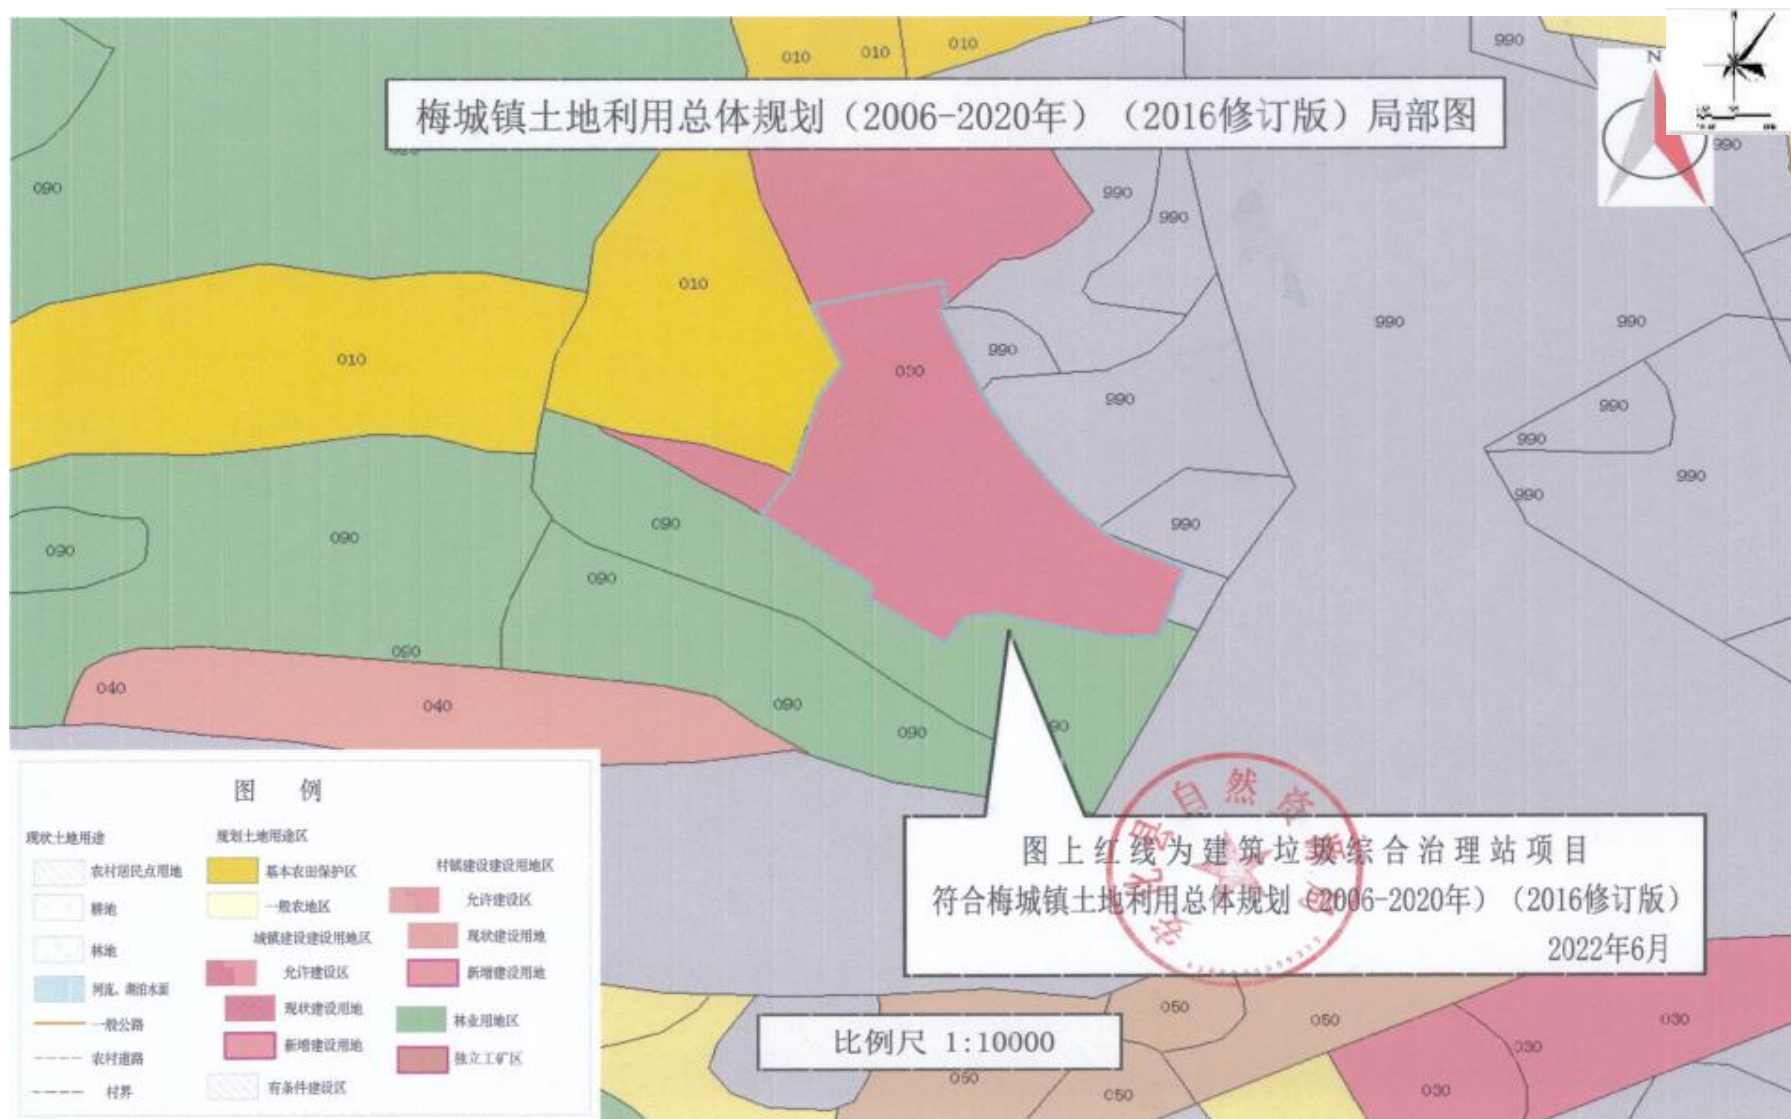 010
010
010
990
N
梅城镇土地利用总体规划（2006-2020年）（2016修订版）局部图
990
090
990
990
010
990
990
010
990
030
990
990
990
990
990
090
990
990
090
090
090
090
040
040
090
090
90
图 例
现状土地用途
农村居民点用地
耕地
林地
河流、湖泊水面
一般公路
农村道路
村界
规划土地用途区
基本农田保护区
一般农地区
城镇建设建设用地区
允许建设区
现状建设用地
新增建设用地
有条件建设区
村镇建设建设用地区
允许建设区
现状建设用地
新增建设用地
林业用地区
独立工矿区
图上红线为建筑垃圾综合治理站项目
符合梅城镇土地利用总体规划（2006-2020年）（2016修订版）
2022年6月
自然资源局
比例尺 1:10000
050
050
030
030
050
050
030